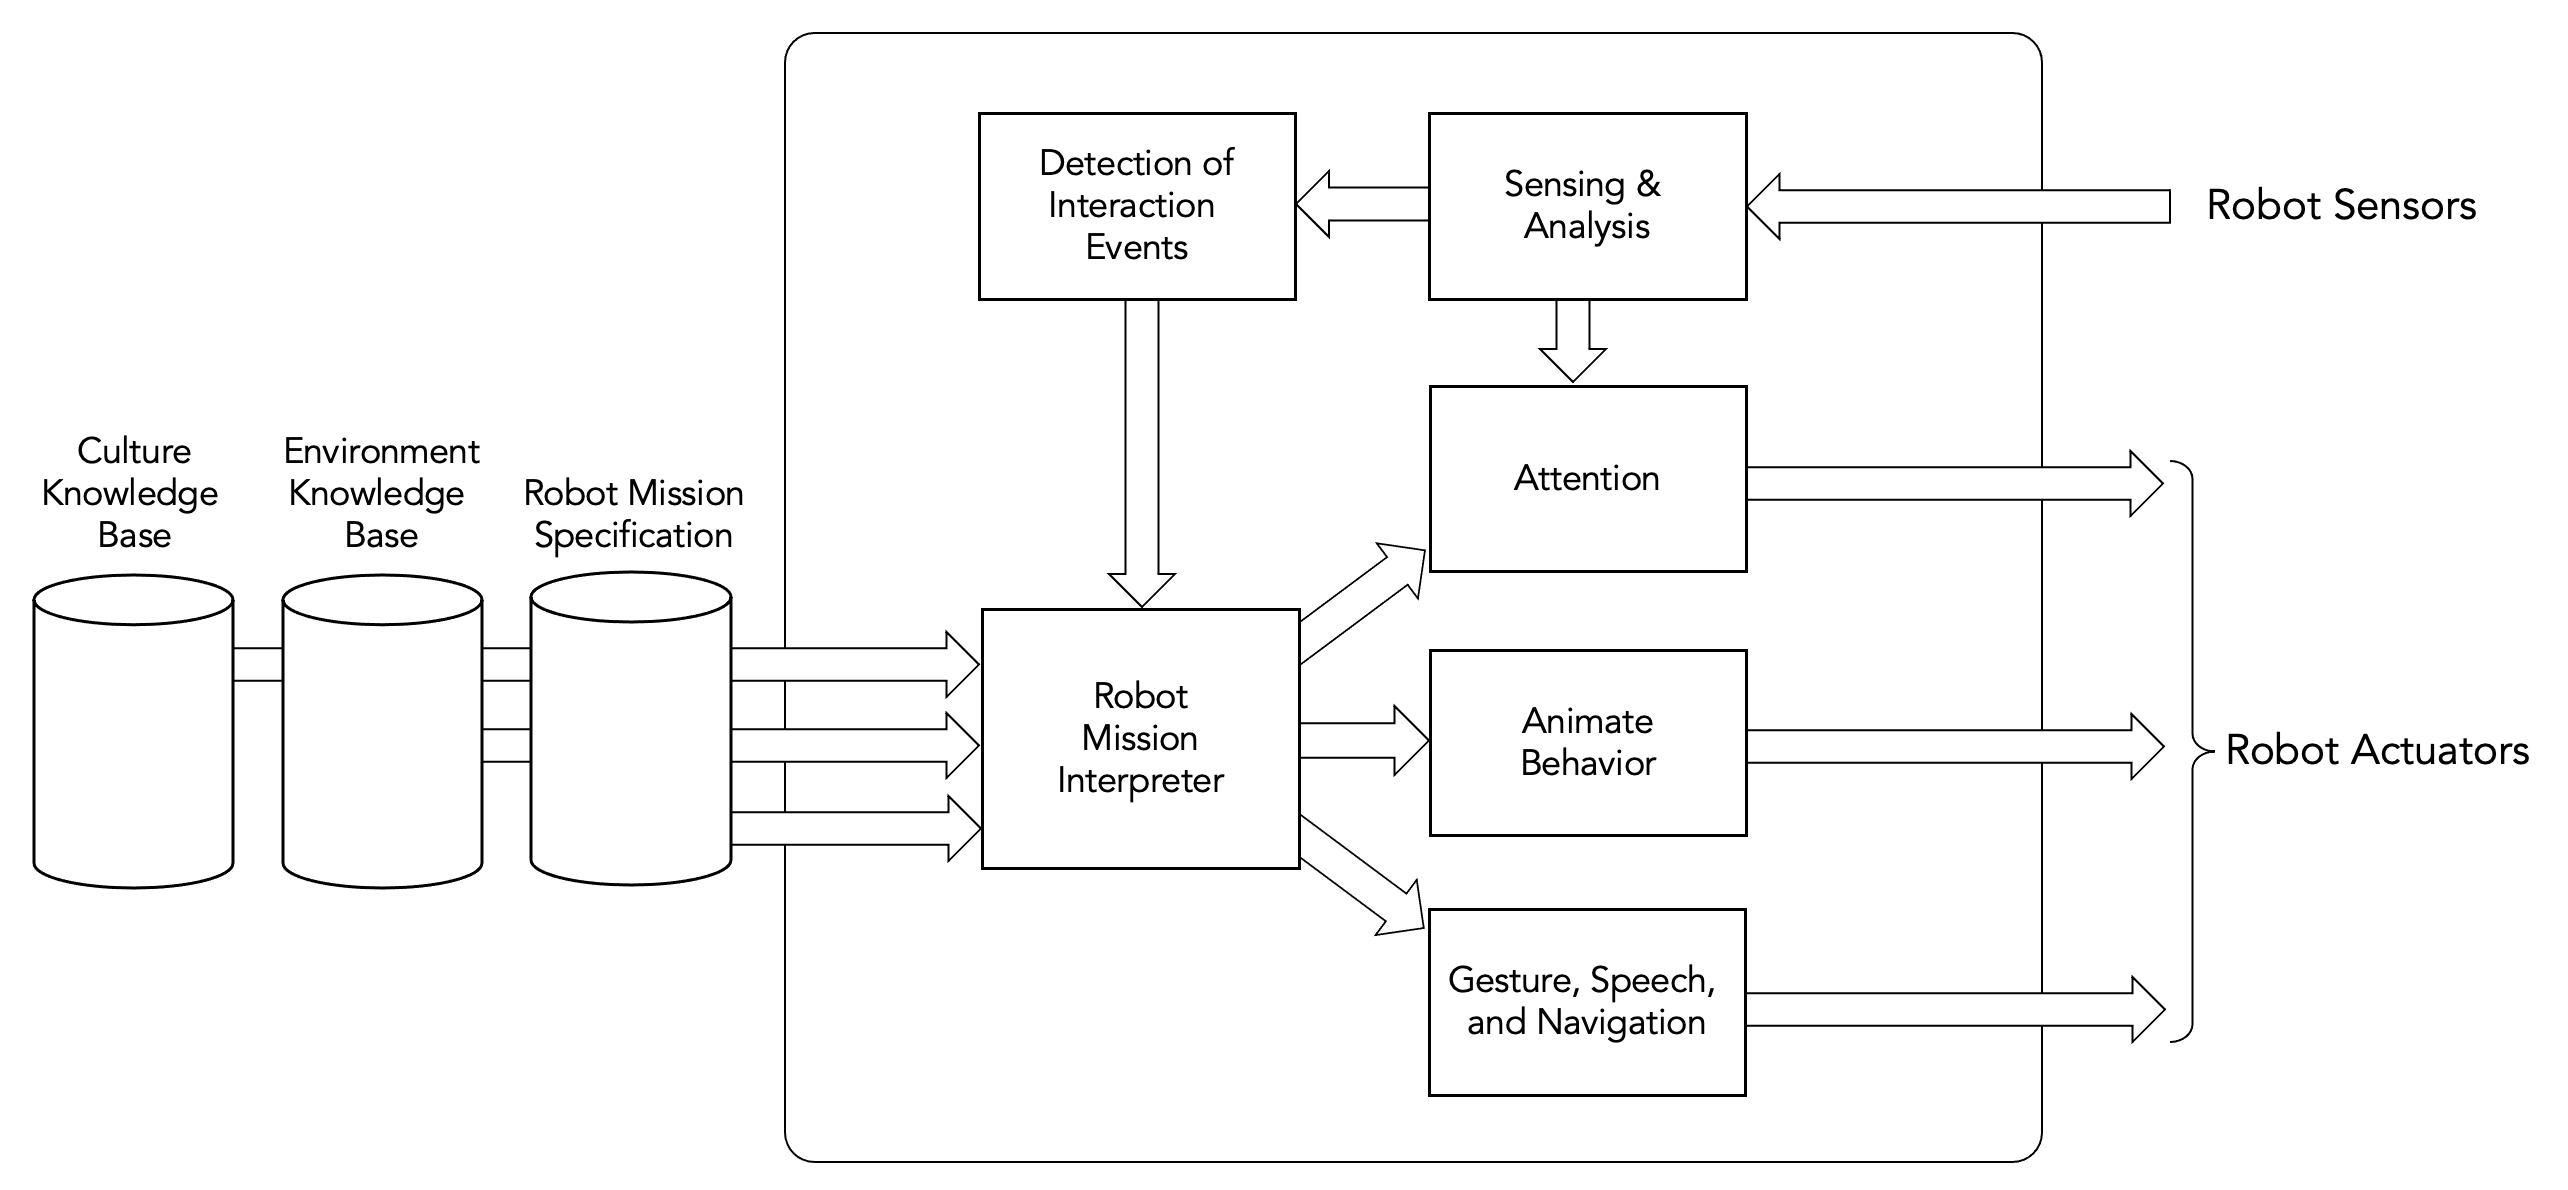 Detection of
Interaction
Events
Sensing &
Analysis
Robot Sensors
Culture
Knowledge
Base
Environment
Knowledge
Base
Robot Mission
Specification
Attention
Robot
Mission
Interpreter
Animate
Behavior
Robot Actuators
Gesture, Speech,
and Navigation